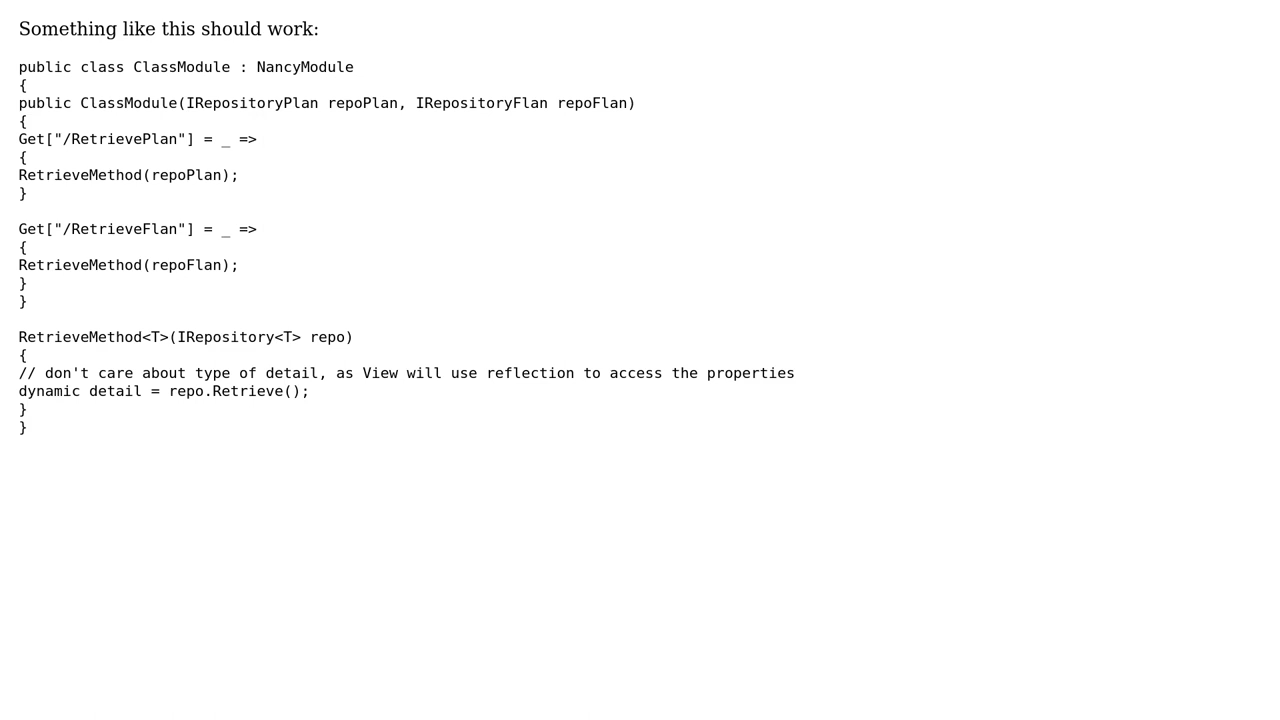 Something like this should work:
public class ClassModule : NancyModule
{
public ClassModule(IRepositoryPlan repoPlan, IRepositoryFlan repoFlan)
{
Get["/RetrievePlan"] = _ =>
{
RetrieveMethod(repoPlan);
}
Get["/RetrieveFlan"] = _ =>
{
RetrieveMethod(repoFlan);
}
}
RetrieveMethod<T>(IRepository<T> repo)
{
// don't care about type of detail, as View will use reflection to access the properties
dynamic detail = repo.Retrieve();
}
}